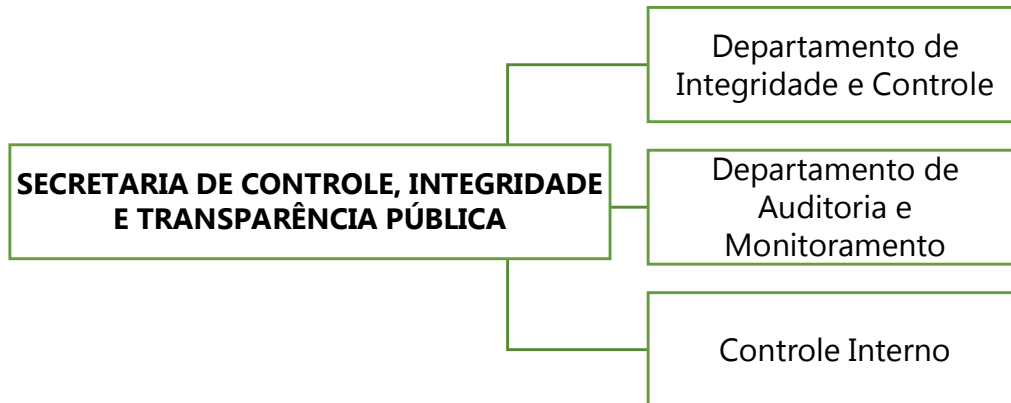 Departamento de
Integridade e Controle
SECRETARIA DE CONTROLE, INTEGRIDADE
E TRANSPARÊNCIA PÚBLICA
Departamento de
Auditoria e
Monitoramento
Controle Interno